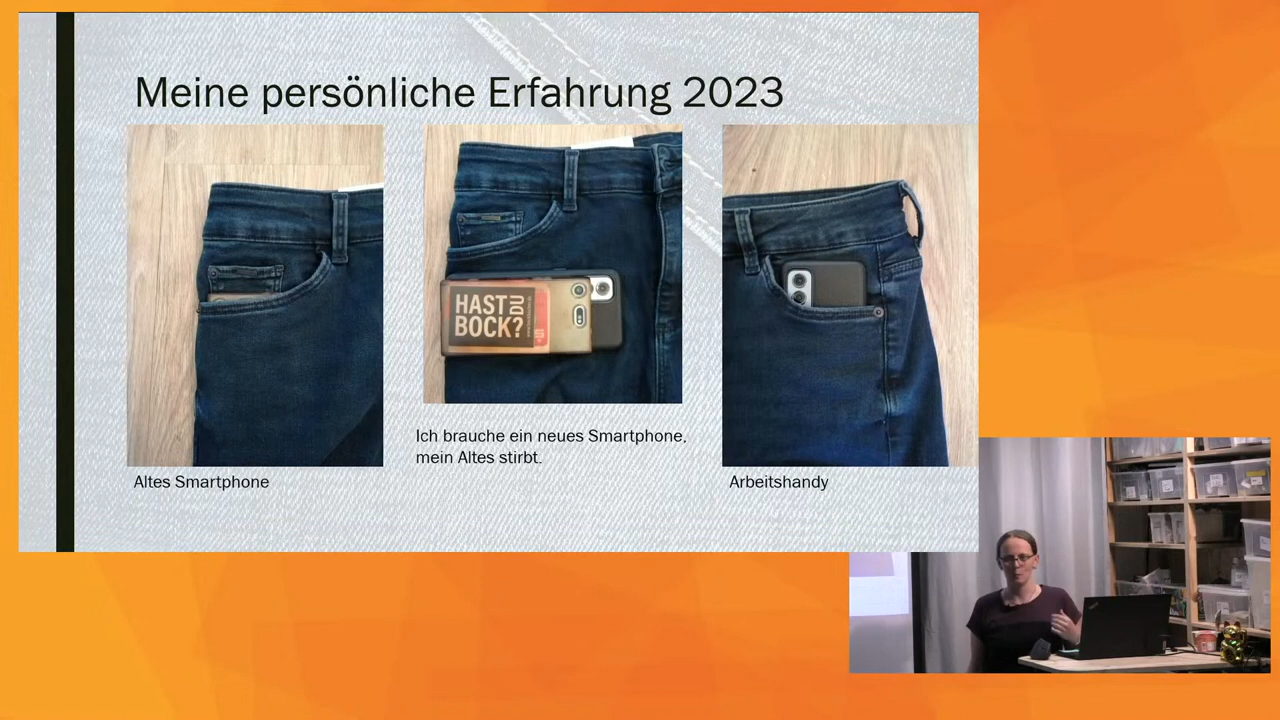 Meine persönliche Erfahrung 2023
HAST
DU
BOCK?
Ich brauche ein neues Smartphone,
mein Altes stirbt.
Altes Smartphone
Arbeitshandy